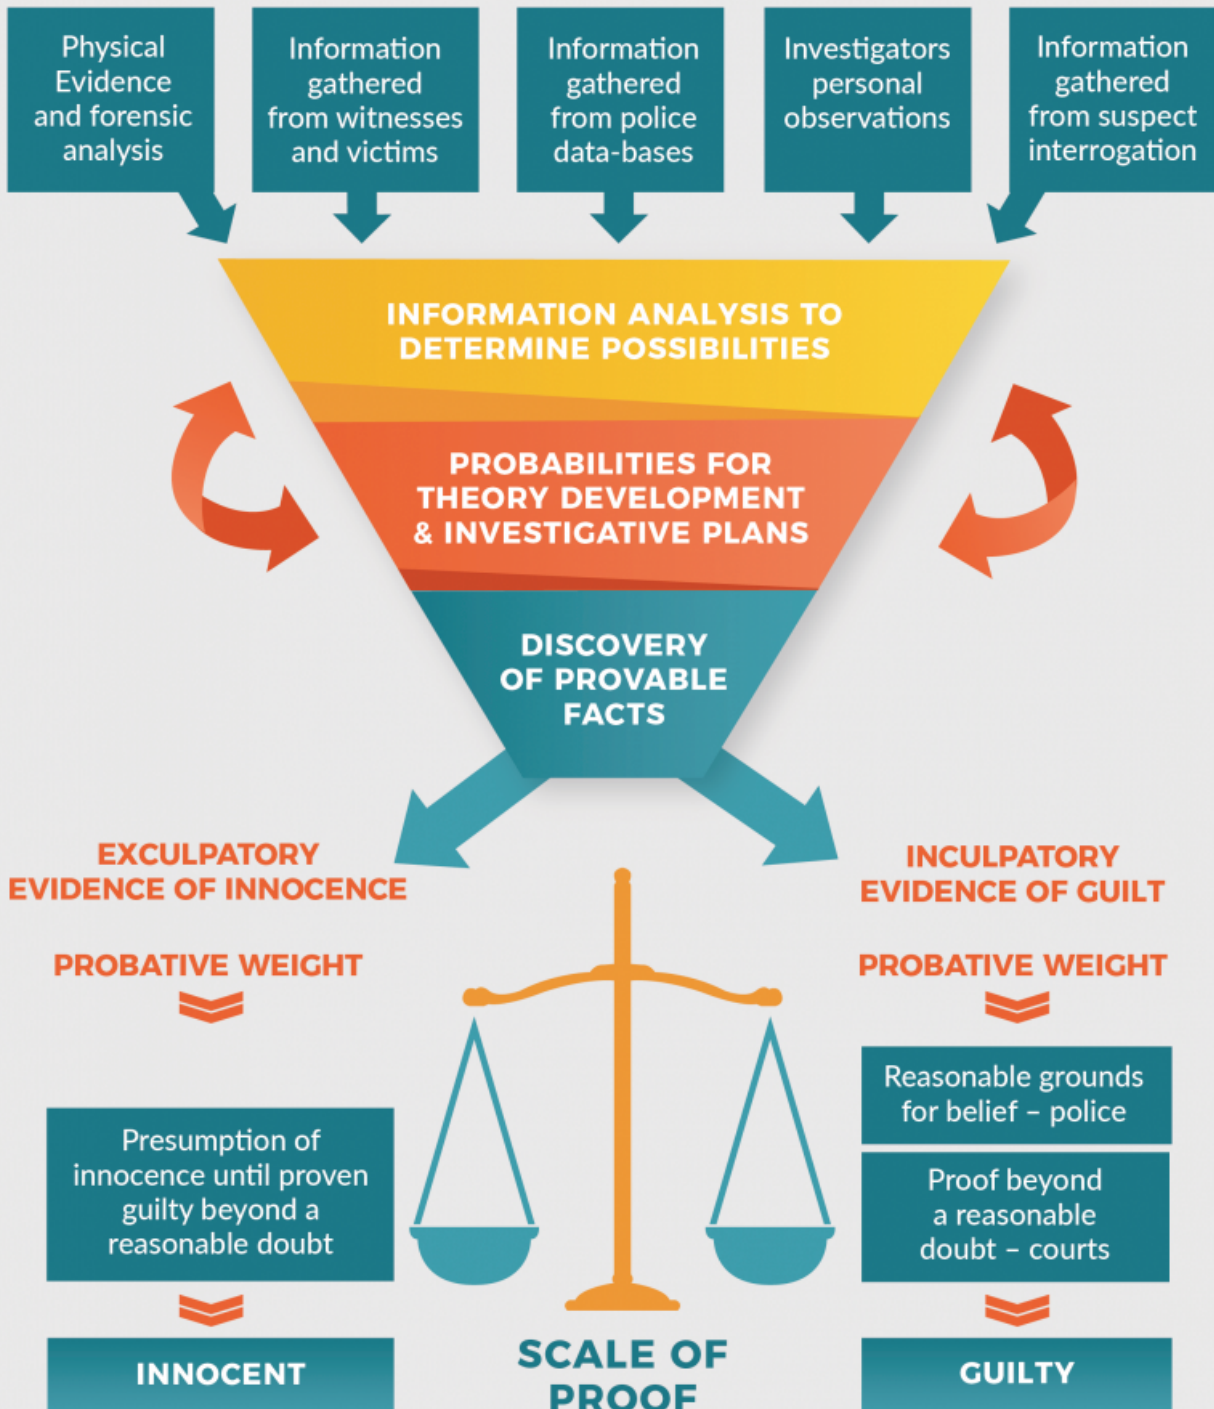 Physical
Evidence
and forensic
analysis
Information
gathered
from witnesses
and victims
Information
gathered
from police
data-bases
Investigators
personal
observations
Information
gathered
from suspect
interrogation
INFORMATION ANALYSIS TO
DETERMINE POSSIBILITIES
PROBABILITIES FOR
THEORY DEVELOPMENT
& INVESTIGATIVE PLANS
DISCOVERY
OF PROVABLE
FACTS
EXCULPATORY
EVIDENCE OF INNOCENCE
PROBATIVE WEIGHT
Presumption of
innocence until proven
guilty beyond a
reasonable doubt
INNOCENT
SCALE OF
PROOF
INCULPATORY
EVIDENCE OF GUILT
PROBATIVE WEIGHT
Reasonable grounds
for belief – police
Proof beyond
a reasonable
doubt – courts
GUILTY